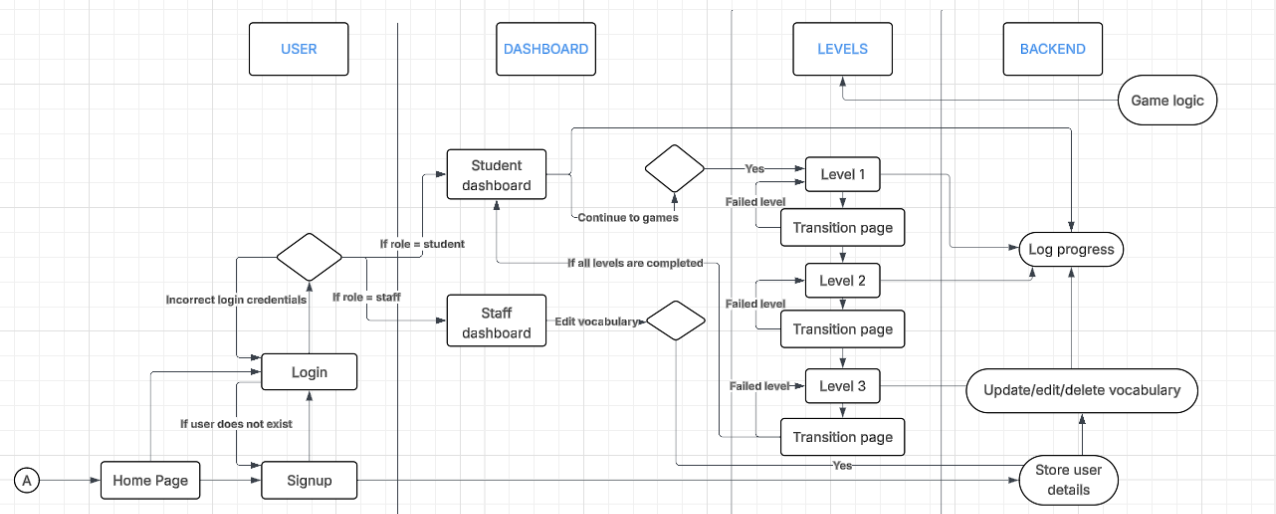 USER
DASHBOARD
LEVELS
BACKEND
Game logic
Student
dashboard
Yes
Level 1
Failed level
Continue to games
Transition page
If role = student
Log progress
If all levels are completed
Level 2
Incorrect login credentials
If role = staff
Failed level
Staff
dashboard
Edit vocabulary
Transition page
Login
Failed level
Level 3
Update/edit/delete vocabulary
If user does not exist
Transition page
Yes
A
Home Page
Signup
Store user
details